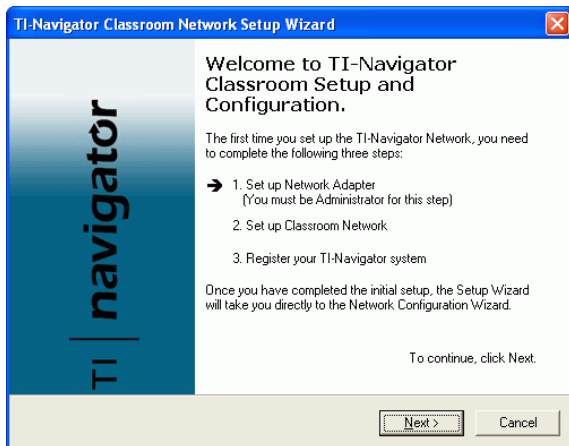 TI-Navigator Classroom Network Setup Wizard
Welcome to TI-Navigator
Classroom Setup and
Configuration.
The first time you set up the TI-Navigator Network, you need
to complete the following three steps:
➔ 1. Set up Network Adapter
(You must be Administrator for this step)
2. Set up Classroom Network
3. Register your TI-Navigator system
Once you have completed the initial setup, the Setup Wizard
will take you directly to the Network Configuration Wizard.
To continue, click Next.
TI | navigator
Next >
Cancel